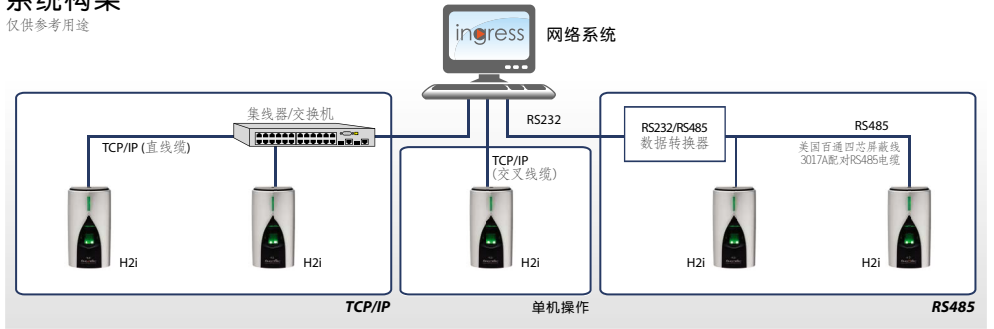 系统构架
仅供参考用途
ingress
网络系统
集线器/交换机
TCP/IP (直线缆)
H2i
H2i
TCP/IP
TCP/IP
(交叉线缆)
H2i
单机操作
RS232
RS232/RS485
数据转换器
RS485
美国百通四芯屏蔽线
3017A配对RS485电缆
H2i
H2i
RS485